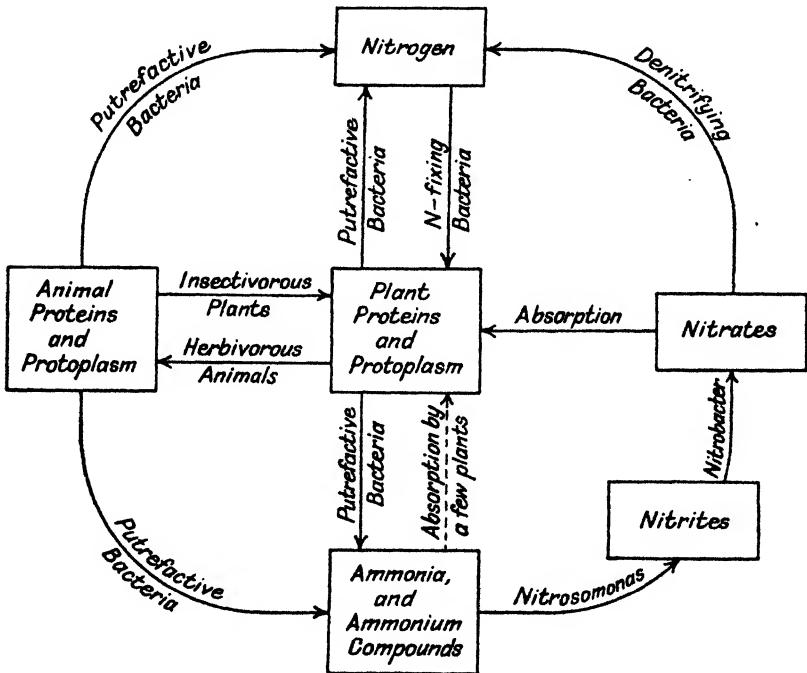 Nitrogen
Putrefactive
Bacteria
Denitrifying
Bacteria
Putrefactive
Bacteria
N-fixing
Bacteria
Animal
Proteins
and
Protoplasm
Insectivorous
Plants
Herbivorous
Animals
Plant
Proteins
and
Protoplasm
Absorption
Nitrates
Nitrobacter
Putrefactive
Bacteria
Absorption by
a few plants
Nitrites
Putrefactive
Bacteria
Ammonia,
and
Ammonium
Compounds
Nitrosomonas